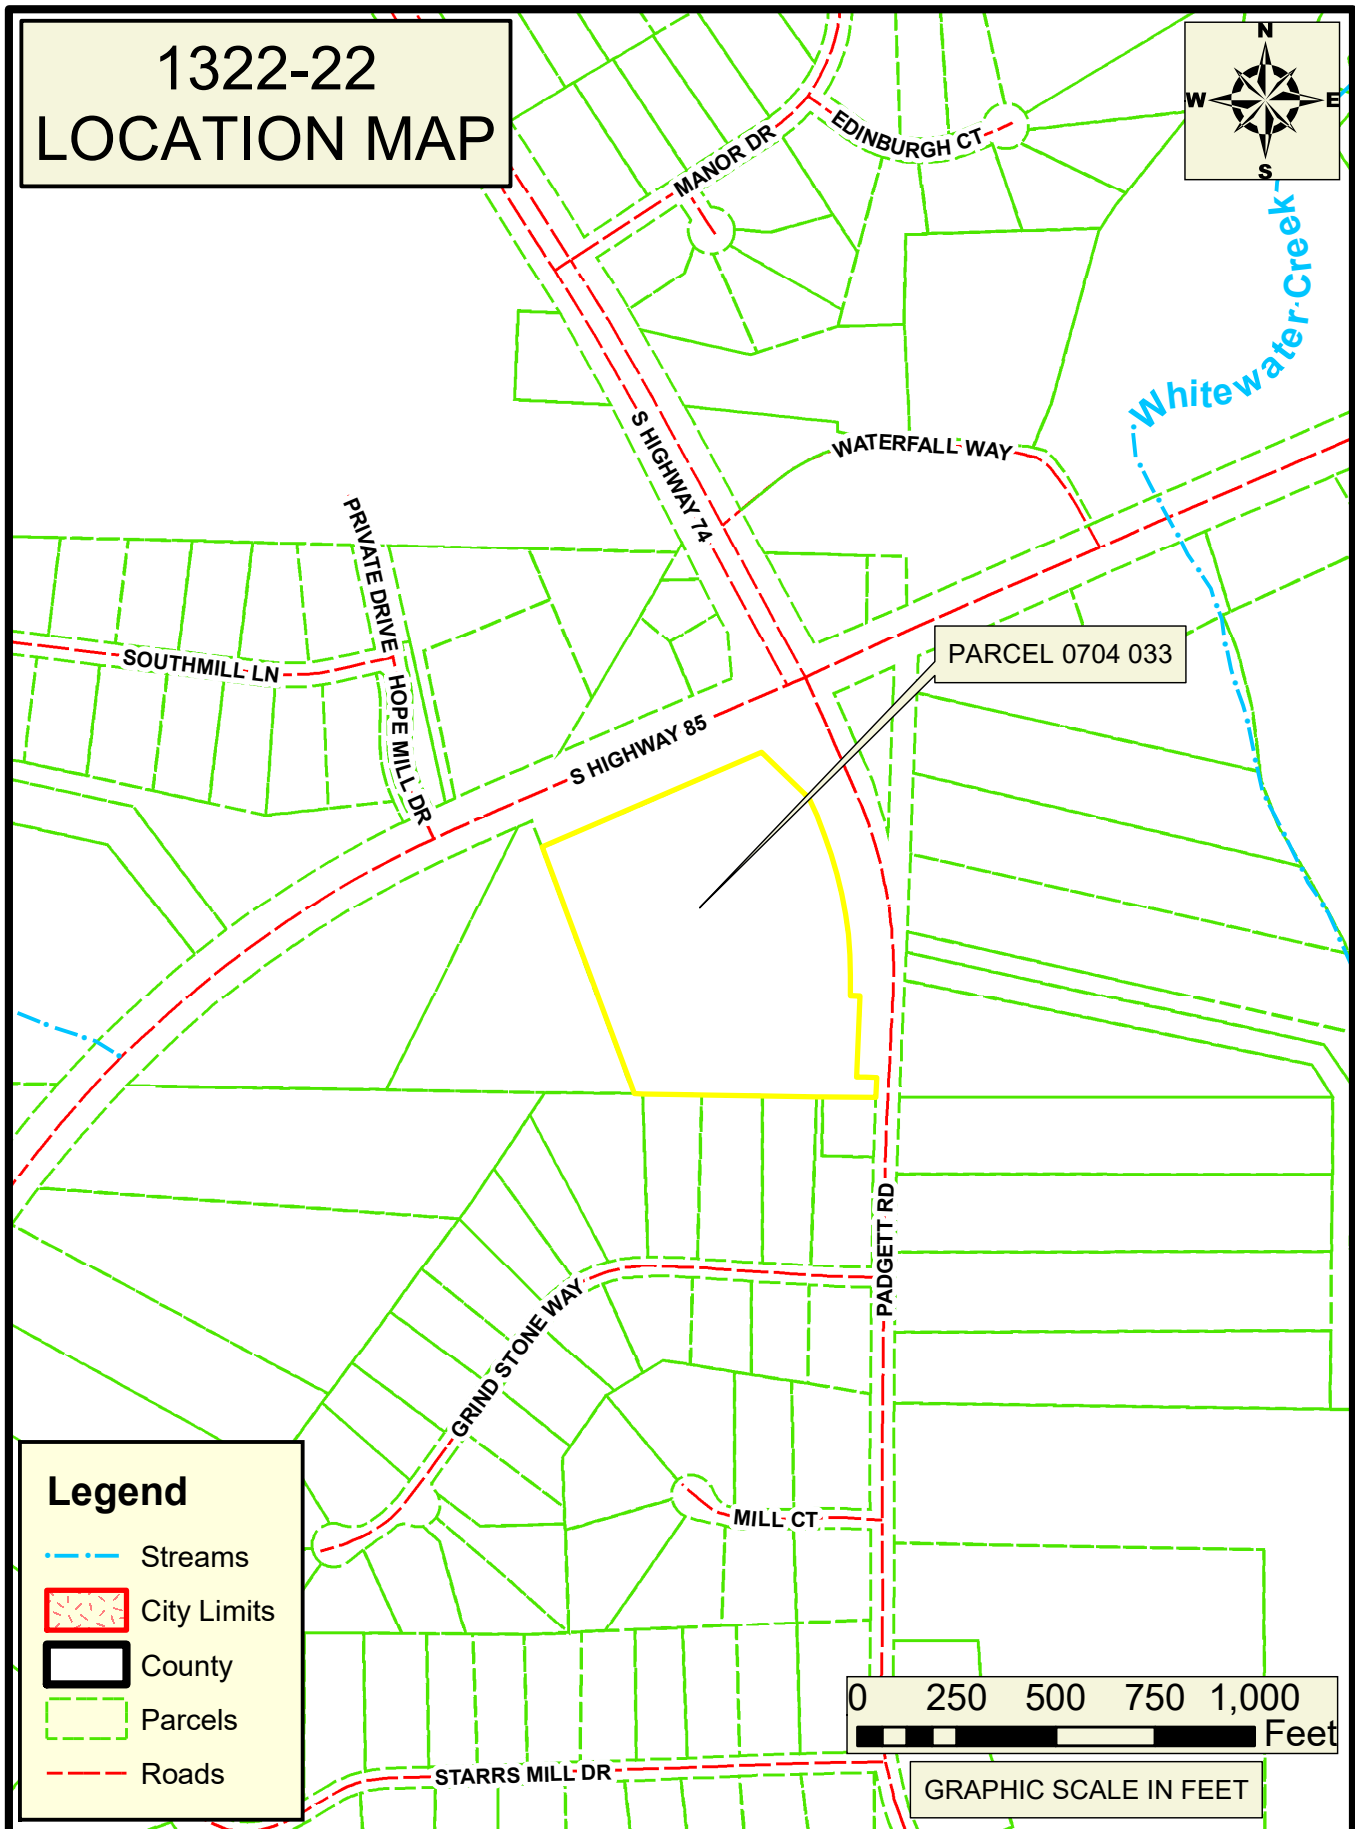 1322-22
LOCATION MAP
N
W
E
S
MANOR DR
EDINBURGH CT
Whitewater Creek
S HIGHWAY 74
WATERFALL WAY
PRIVATE DRIVE
SOUTHMILL LN
HOPE MILL DR
S HIGHWAY 85
PARCEL 0704 033
PADGETT RD
GRIND STONE WAY
MILL CT
STARRS MILL DR
Legend
Streams
City Limits
County
Parcels
Roads
0 250 500 750 1,000
Feet
GRAPHIC SCALE IN FEET